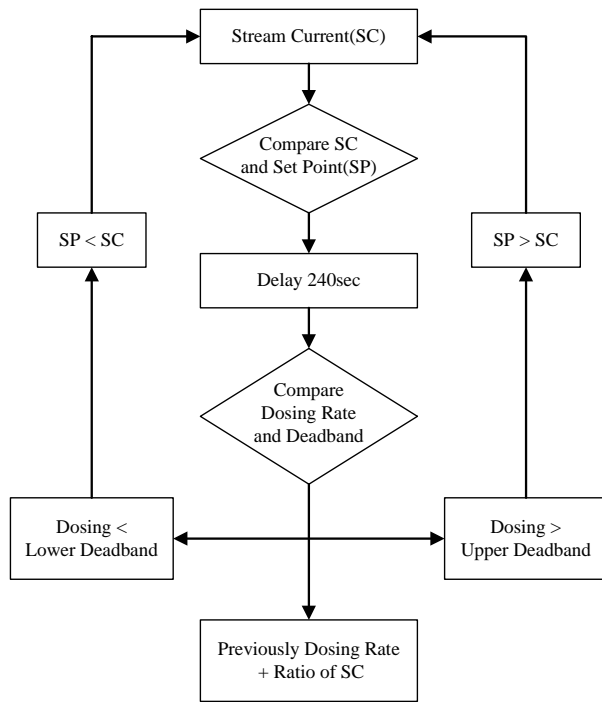 Stream Current(SC)
Compare SC
and Set Point(SP)
SP < SC
SP > SC
Delay 240sec
Compare
Dosing Rate
and Deadband
Dosing <
Lower Deadband
Dosing >
Upper Deadband
Previously Dosing Rate
+ Ratio of SC